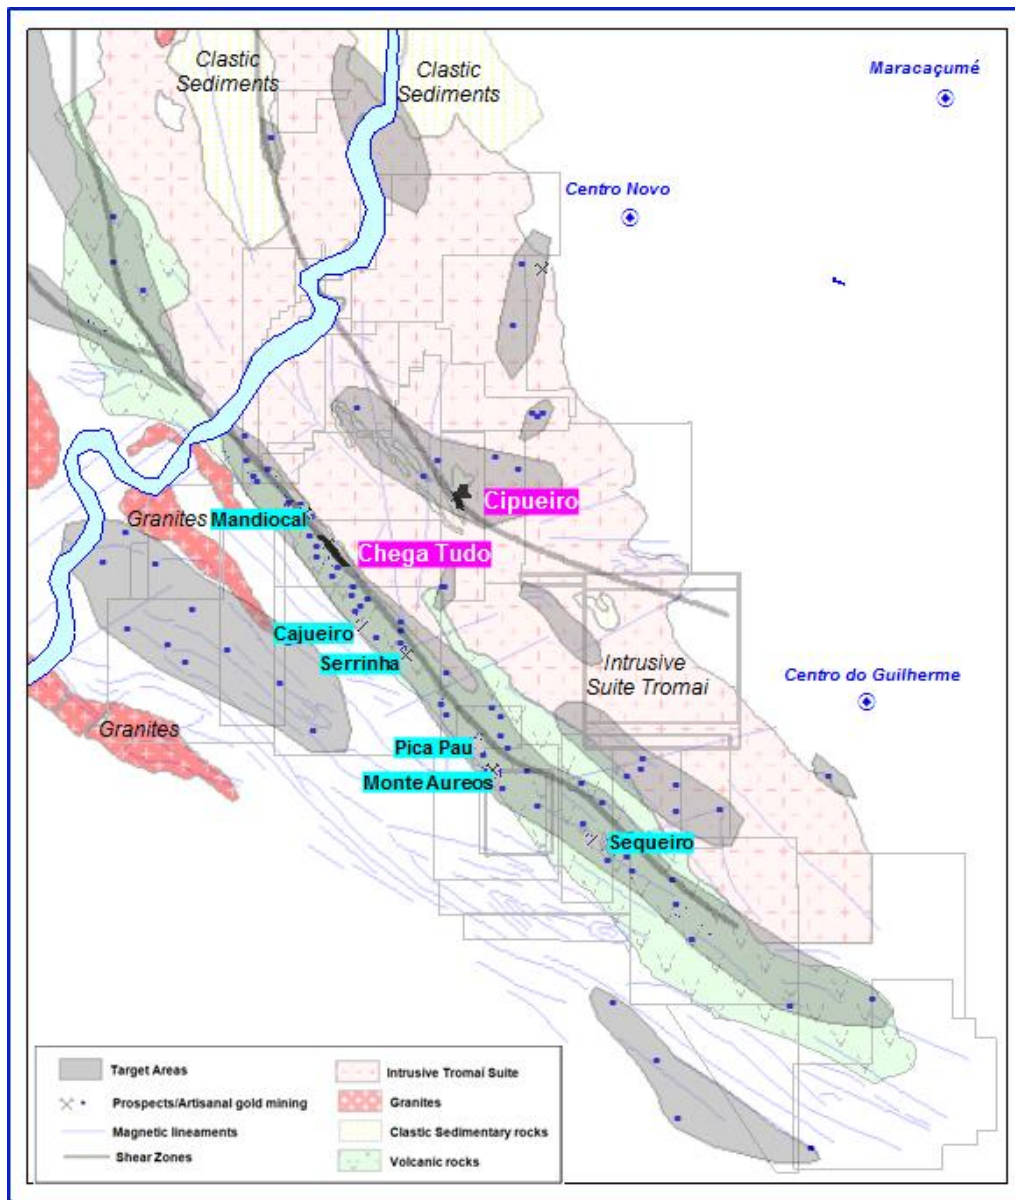 Clastic
Sediments
Clastic
Sediments
Maracaçumé
Centro Novo
Cipueiro
Granites
Mandiocal
Chega Tudo
Cajueiro
Serrinha
Intrusive
Suite Tromai
Centro do Guilherme
Granites
Pica Pau
Monte Aureos
Sequeiro
Target Areas
Prospects/Artisanal gold mining
Magnetic lineaments
Shear Zones
Intrusive Tromaí Suite
Granites
Clastic Sedimentary rocks
Volcanic rocks